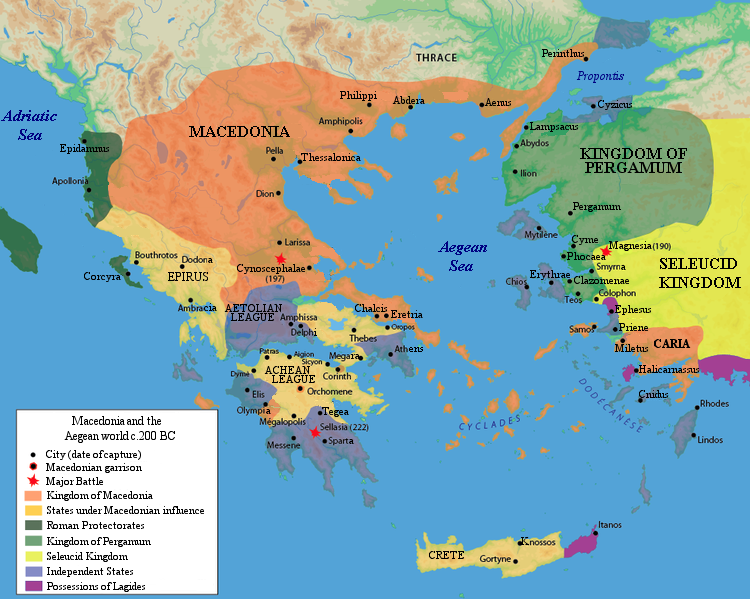 THRACE
Perinthus
Propontis
Cyzicus
Adriatic
Sea
Philippi
Abdera
Aenus
Amphipolis
MACEDONIA
Lampsacus
Epidamnus
Pella
Thessalonica
Abydos
KINGDOM OF
PERGAMUM
Apollonia
Dion
Ilion
Pergamum
Larissa
Aegean
Sea
Mytilène
Cyme
Magnesia (190)
Bouthrotos
Dodona
Cynoscephalae
(197)
Phocaea
Smyrna
SELEUCID
KINGDOM
Corcyra
EPIRUS
Erythrae
Chios
Clazomenae
Teos
Colophon
Ambracia
AETOLIAN
LEAGUE
Amphissa
Delphi
Chalcis
Eretria
Oropos
Ephesus
Thebes
Samos
Priene
Athens
Miletus
CARIA
Patras
Aigion
Sicyon
Megara
Dymé
ACHEAN
LEAGUE
Corinth
Halicarnassus
Elis
Orchomene
Cnidus
Olympia
Mégalopolis
Tegea
Rhodes
DODECANESE
CYCLADES
Sellasia (222)
Messene
Sparta
Lindos
Itanos
Knossos
CRETE
Gortyne
Macedonia and the
Aegean world c.200 BC
City (date of capture)
Macedonian garrison
Major Battle
Kingdom of Macedonia
States under Macedonian influence
Roman Protectorates
Kingdom of Pergamum
Seleucid Kingdom
Independent States
Possessions of Lagides